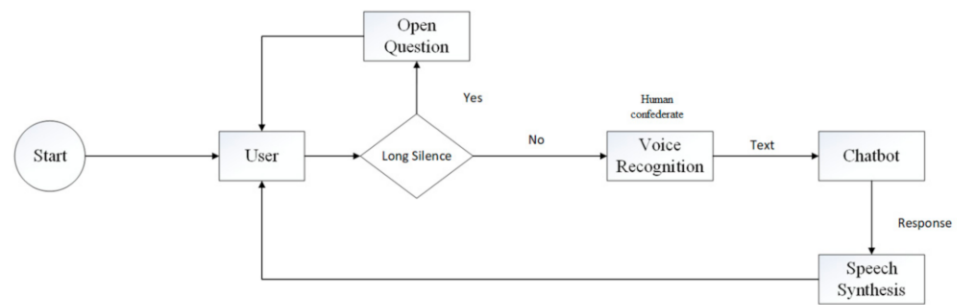 Open
Question
Yes
Human
confederate
Start
User
Long Silence
No
Voice
Recognition
Text
Chatbot
Response
Speech
Synthesis